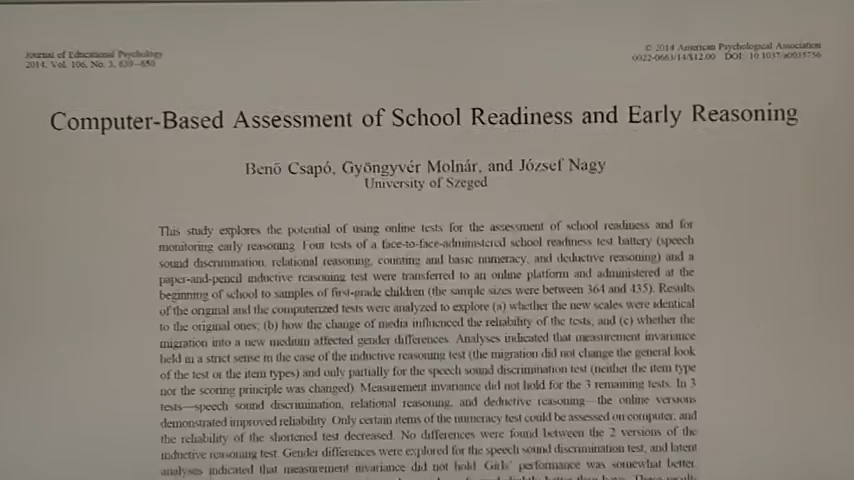 Journal of Educational Psychology
2014, Vol. 106, No. 3, 639–650
© 2014 American Psychological Association
0022-0663/14/$12.00 DOI: 10.1037/a0035756
Computer-Based Assessment of School Readiness and Early Reasoning
Benő Csapó, Gyöngyvér Molnár, and József Nagy
University of Szeged
This study explores the potential of using online tests for the assessment of school readiness and for
monitoring early reasoning. Four tests of a face-to-face-administered school readiness test battery (speech
sound discrimination, relational reasoning, counting and basic numeracy, and deductive reasoning) and a
paper-and-pencil inductive reasoning test were transferred to an online platform and administered at the
beginning of school to samples of first-grade children (the sample sizes were between 364 and 435). Results
of the original and the computerized tests were analyzed to explore (a) whether the new scales were identical
to the original ones; (b) how the change of media influenced the reliability of the tests; and (c) whether the
migration into a new medium affected gender differences. Analyses indicated that measurement invariance
held in a strict sense in the case of the inductive reasoning test (the migration did not change the general look
of the test or the item types) and only partially for the speech sound discrimination test (neither the item type
nor the scoring principle was changed). Measurement invariance did not hold for the 3 remaining tests. In 3
tests—speech sound discrimination, relational reasoning, and deductive reasoning—the online versions
demonstrated improved reliability. Only certain items of the numeracy test could be assessed on computer, and
the reliability of the shortened test decreased. No differences were found between the 2 versions of the
inductive reasoning test. Gender differences were explored for the speech sound discrimination test, and latent
analyses indicated that measurement invariance did not hold. Girls' performance was somewhat better